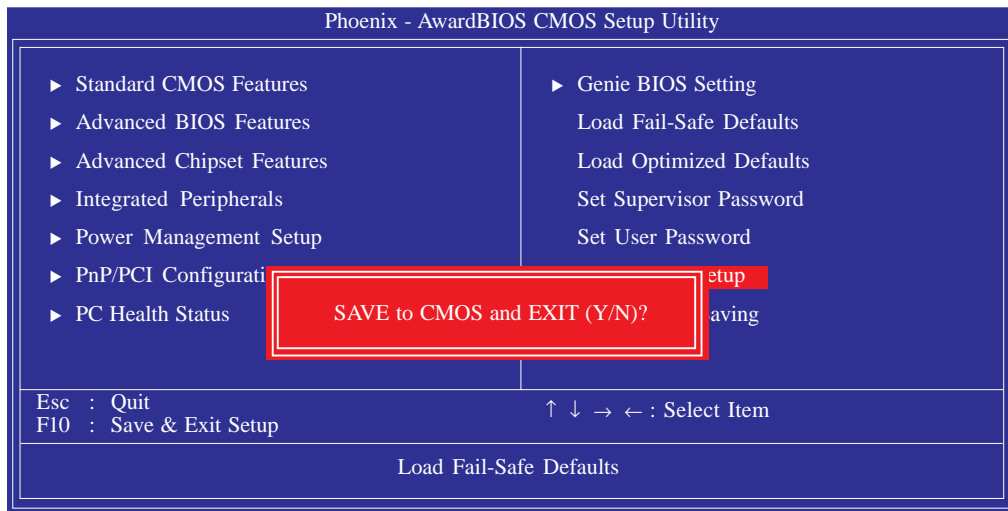 Phoenix - AwardBIOS CMOS Setup Utility
► Standard CMOS Features
► Advanced BIOS Features
► Advanced Chipset Features
► Integrated Peripherals
► Power Management Setup
► PnP/PCI Configurati
► PC Health Status
► Genie BIOS Setting
Load Fail-Safe Defaults
Load Optimized Defaults
Set Supervisor Password
Set User Password
etup
aving
SAVE to CMOS and EXIT (Y/N)?
Esc : Quit
F10 : Save & Exit Setup
↑ ↓ → ← : Select Item
Load Fail-Safe Defaults